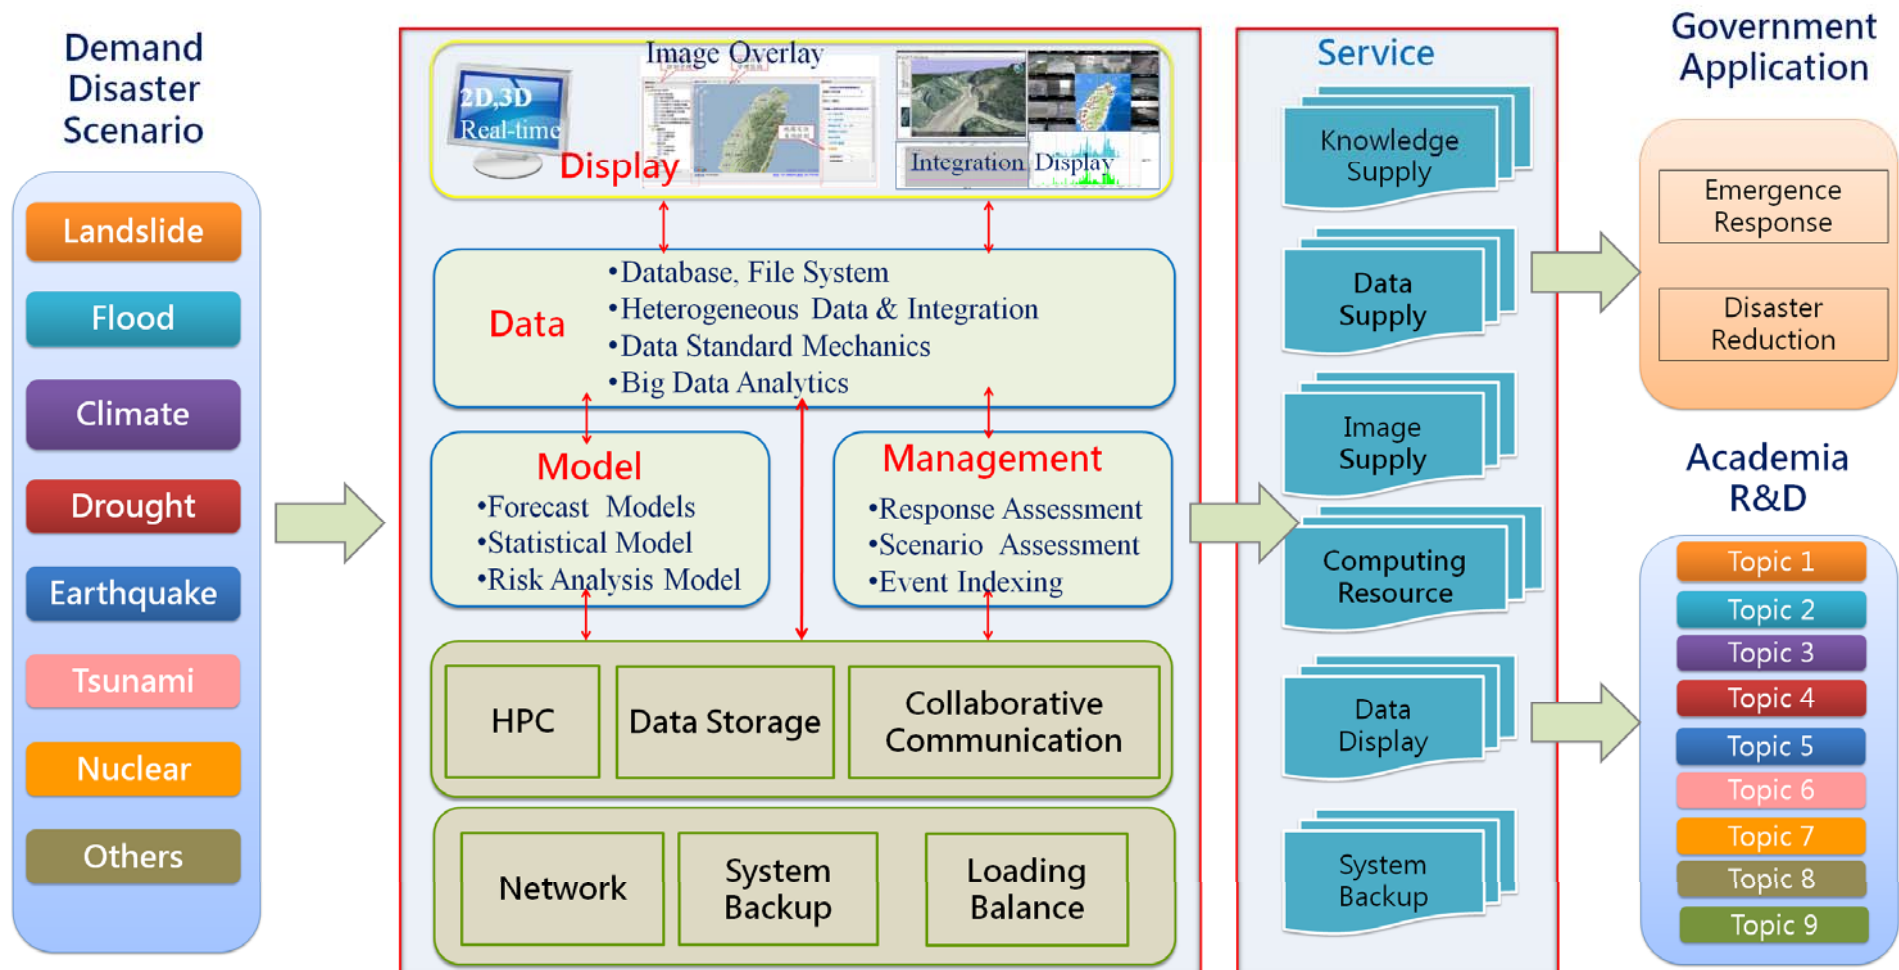 Demand
Disaster
Scenario
Landslide
Flood
Climate
Drought
Earthquake
Tsunami
Nuclear
Others
Image Overlay
2D,3D
Real-time
Display
Integration Display
Data
•Database, File System
•Heterogeneous Data & Integration
•Data Standard Mechanics
•Big Data Analytics
Model
•Forecast Models
•Statistical Model
•Risk Analysis Model
Management
•Response Assessment
•Scenario Assessment
•Event Indexing
HPC
Data Storage
Collaborative
Communication
Network
System
Backup
Loading
Balance
Service
Knowledge
Supply
Data
Supply
Image
Supply
Computing
Resource
Data
Display
System
Backup
Government
Application
Emergence
Response
Disaster
Reduction
Academia
R&D
Topic 1
Topic 2
Topic 3
Topic 4
Topic 5
Topic 6
Topic 7
Topic 8
Topic 9